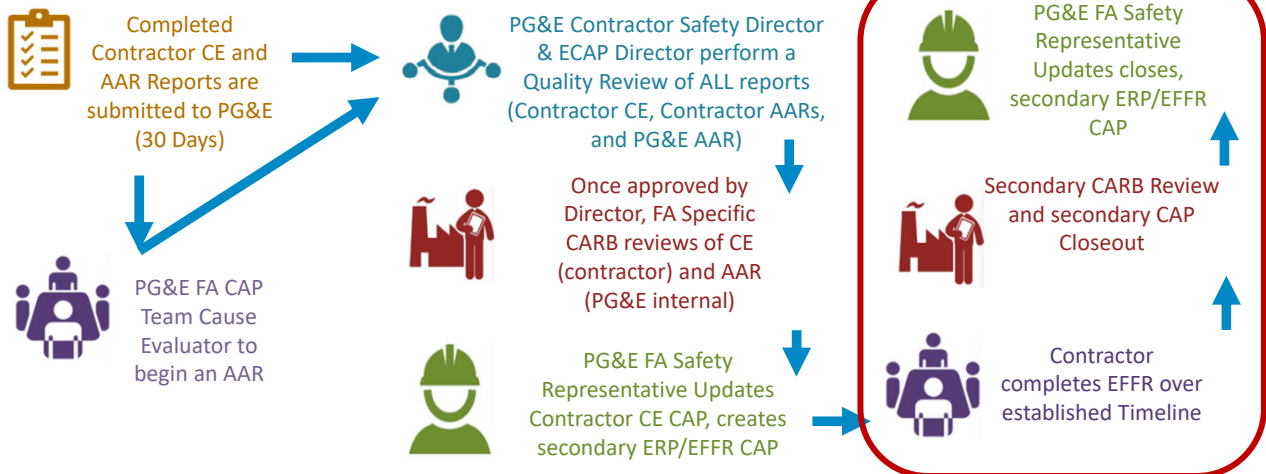 Completed
Contractor CE and
AAR Reports are
submitted to PG&E
(30 Days)
PG&E FA CAP
Team Cause
Evaluator to
begin an AAR
PG&E Contractor Safety Director
& ECAP Director perform a
Quality Review of ALL reports
(Contractor CE, Contractor AARs,
and PG&E AAR)
Once approved by
Director, FA Specific
CARB reviews of CE
(contractor) and AAR
(PG&E internal)
PG&E FA Safety
Representative Updates
Contractor CE CAP, creates
secondary ERP/EFFR CAP
Contractor
completes EFFR over
established Timeline
Secondary CARB Review
and secondary CAP
Closeout
PG&E FA Safety
Representative
Updates closes,
secondary ERP/EFFR
CAP